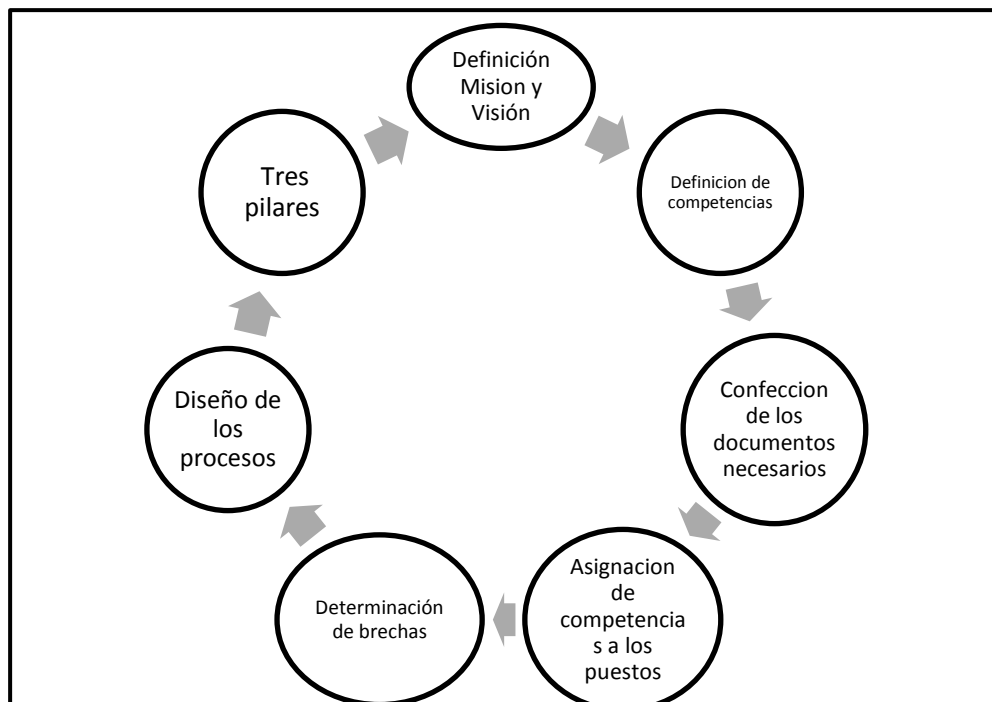 Definición
Mision y
Visión
Definicion de
competencias
Confeccion
de los
documentos
necesarios
Asignacion
de
competencia
s a los
puestos
Determinación
de brechas
Diseño de
los
procesos
Tres
pilares